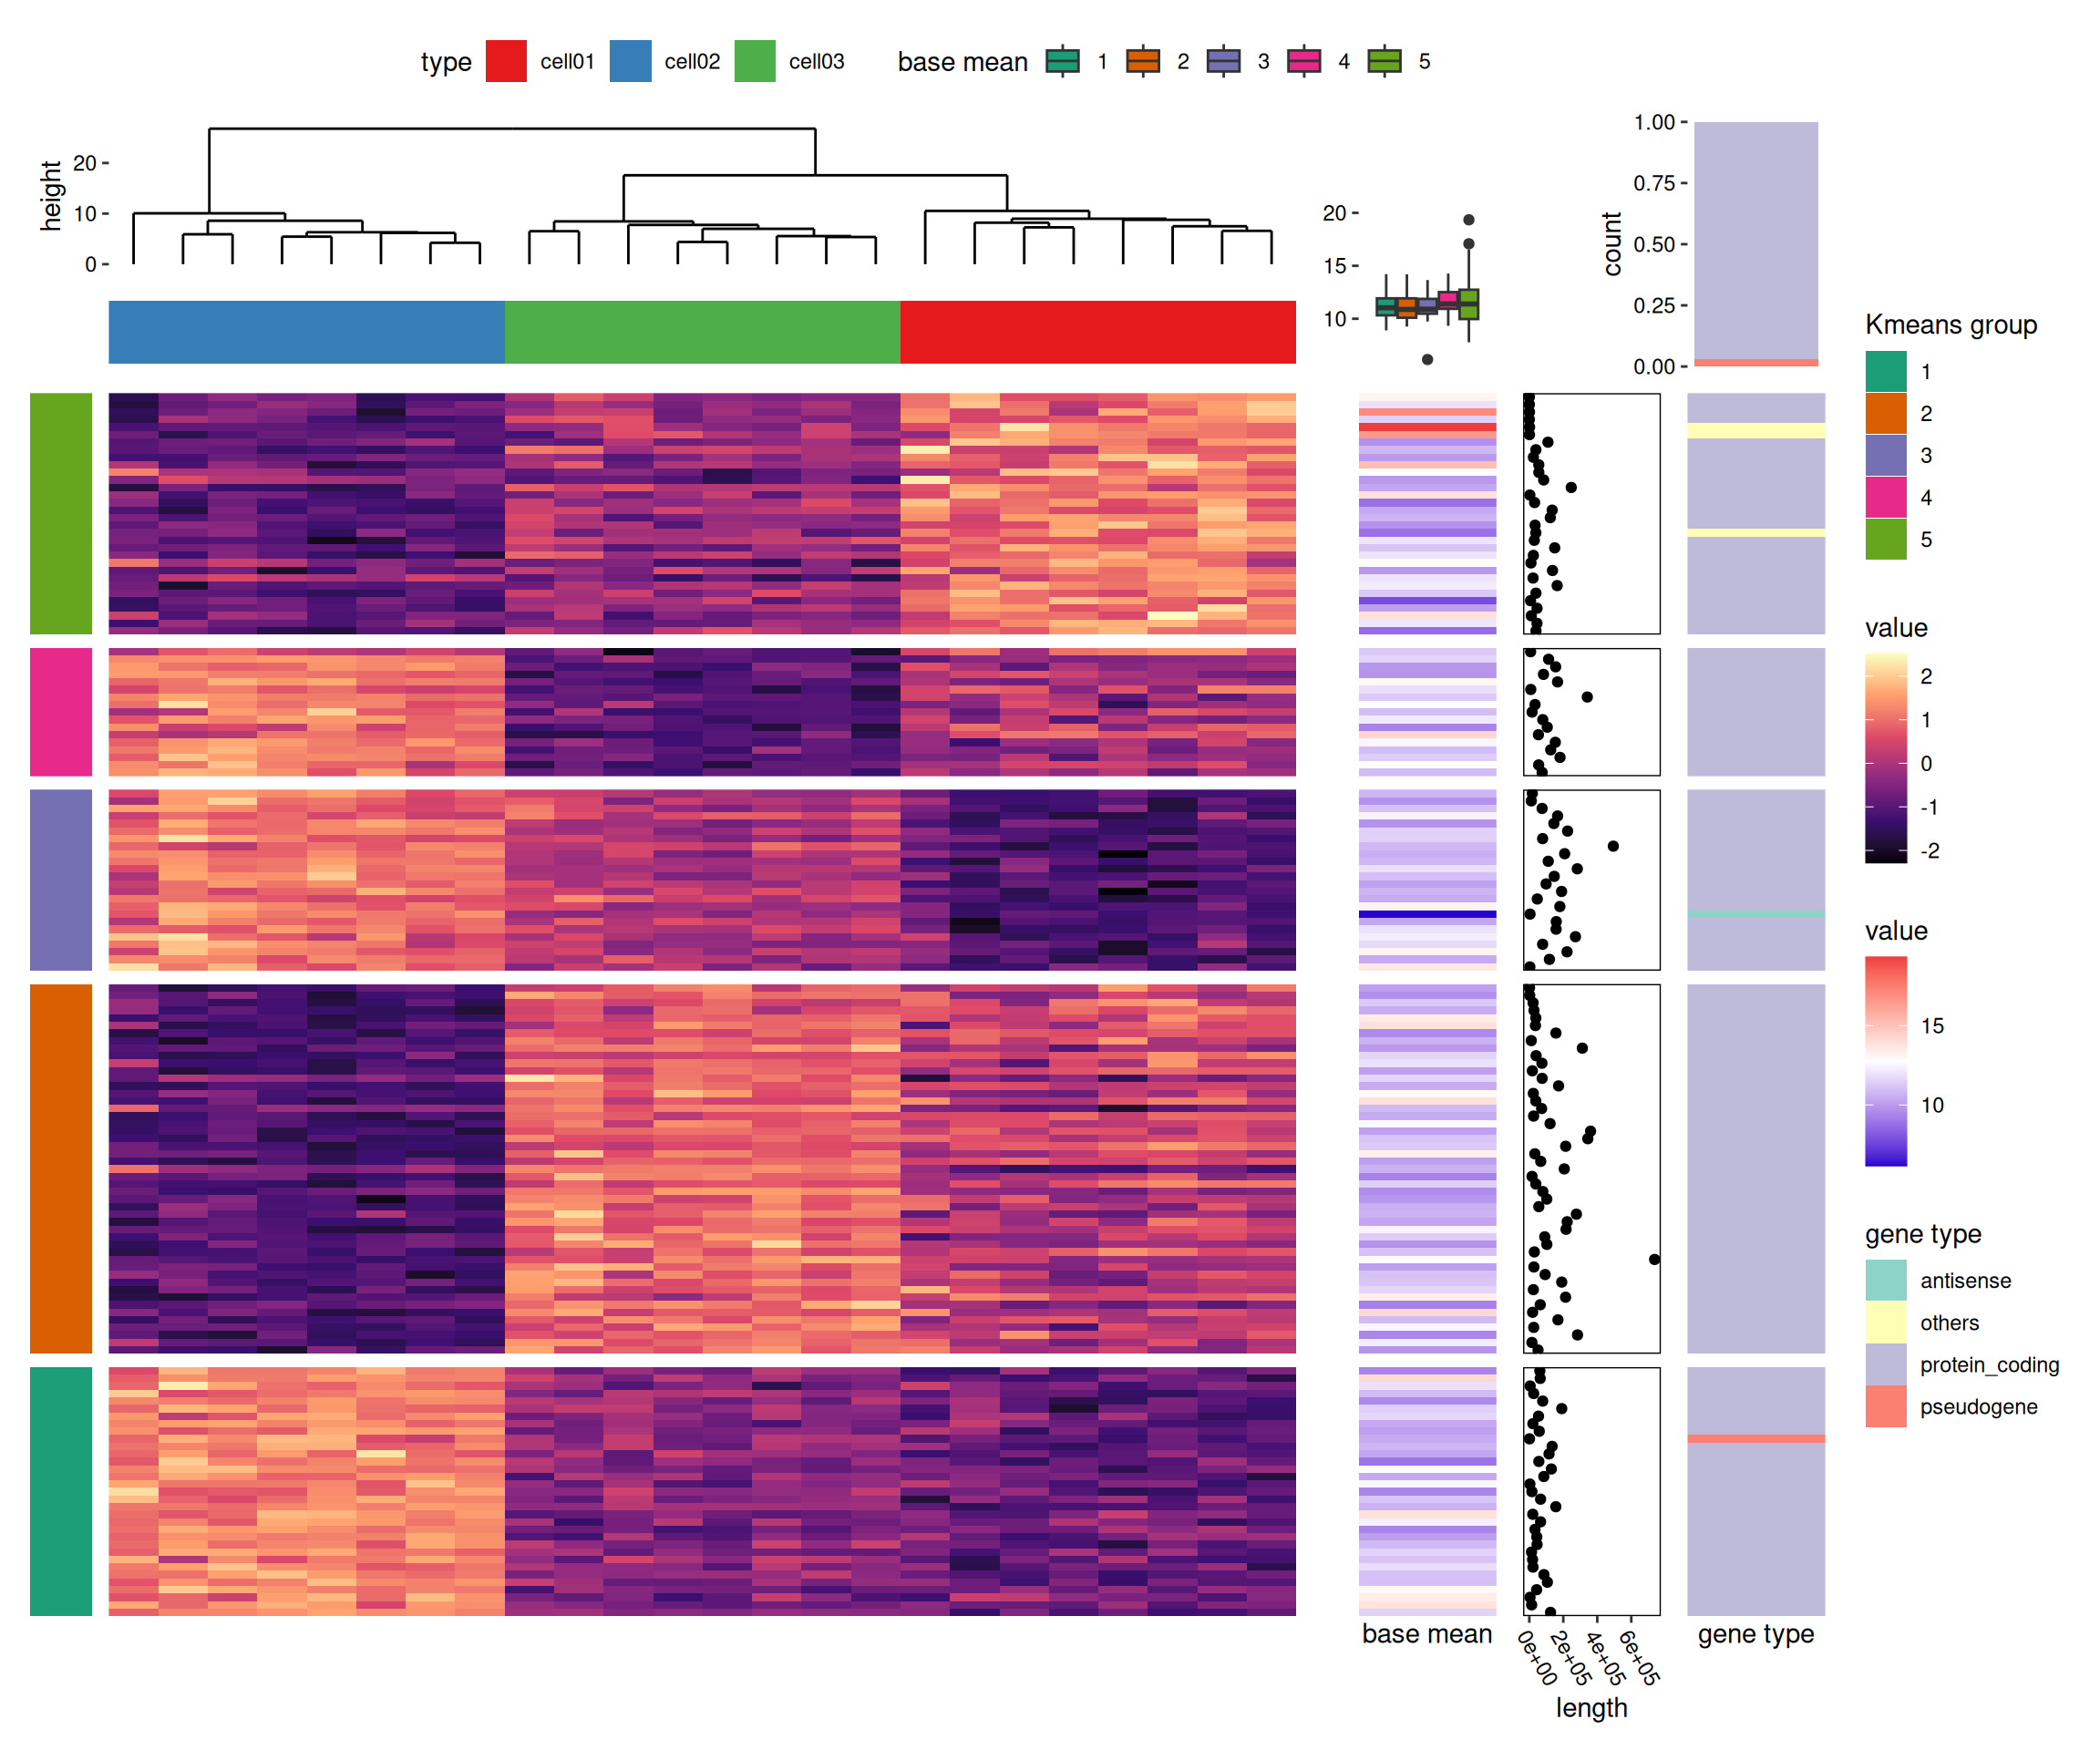 type cell01 cell02 cell03 base mean 1 2 3 4 5
height
20
10
0
20
15
10
count
1.00
0.75
0.50
0.25
0.00
Kmeans group
1
2
3
4
5
value
2
1
0
-1
-2
value
15
10
gene type
antisense
others
protein_coding
pseudogene
base mean
0e+00 2e+05 4e+05 6e+05
length
gene type